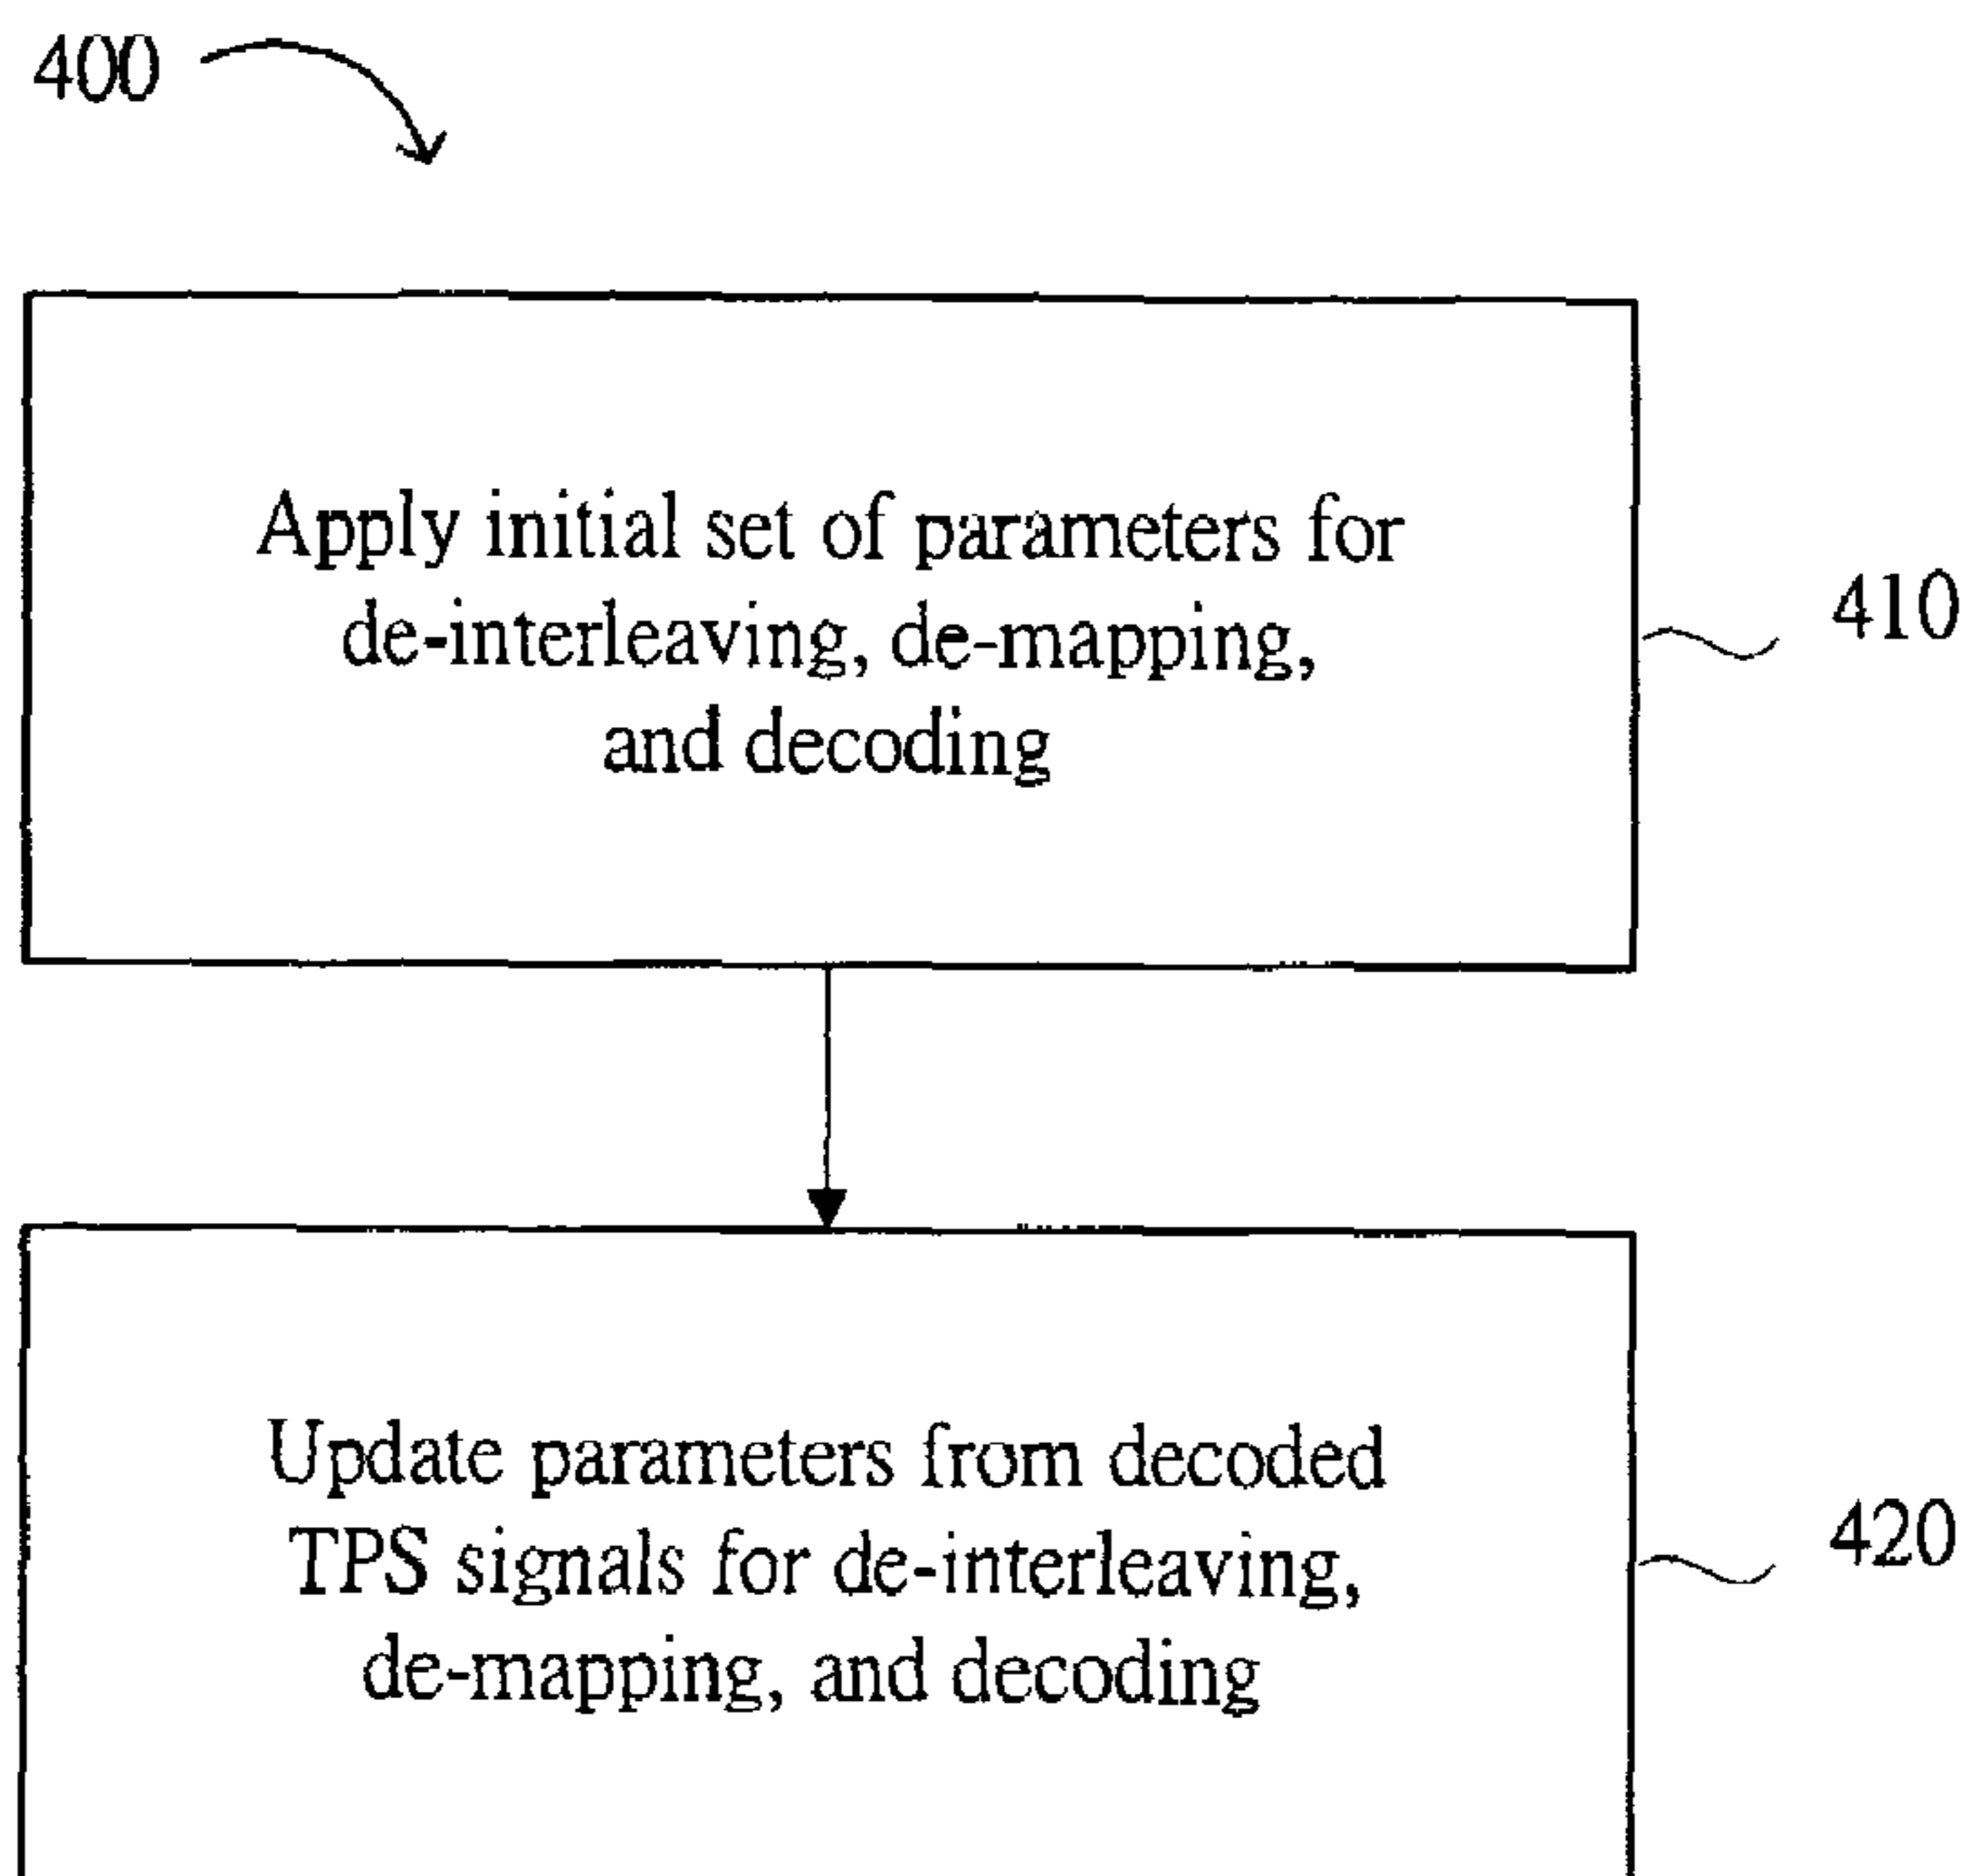 400
Apply initial set of parameters for
de-interleaving, de-mapping,
and decoding
410
Update parameters from decoded
TPS signals for de-interleaving,
de-mapping, and decoding
420